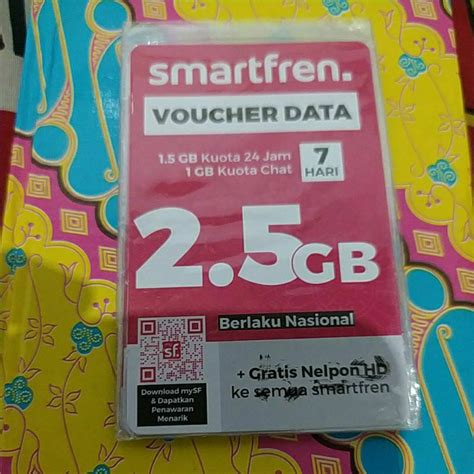 smartfren.
VOUCHER DATA
1.5 GB Kuota 24 Jam
1 GB Kuota Chat
7
HARI
2.5GB
Berlaku Nasional
sf.
Download mySF
& Dapatkan
Penawaran
Menarik
+ Gratis Nelpon HD
ke semua smartfren